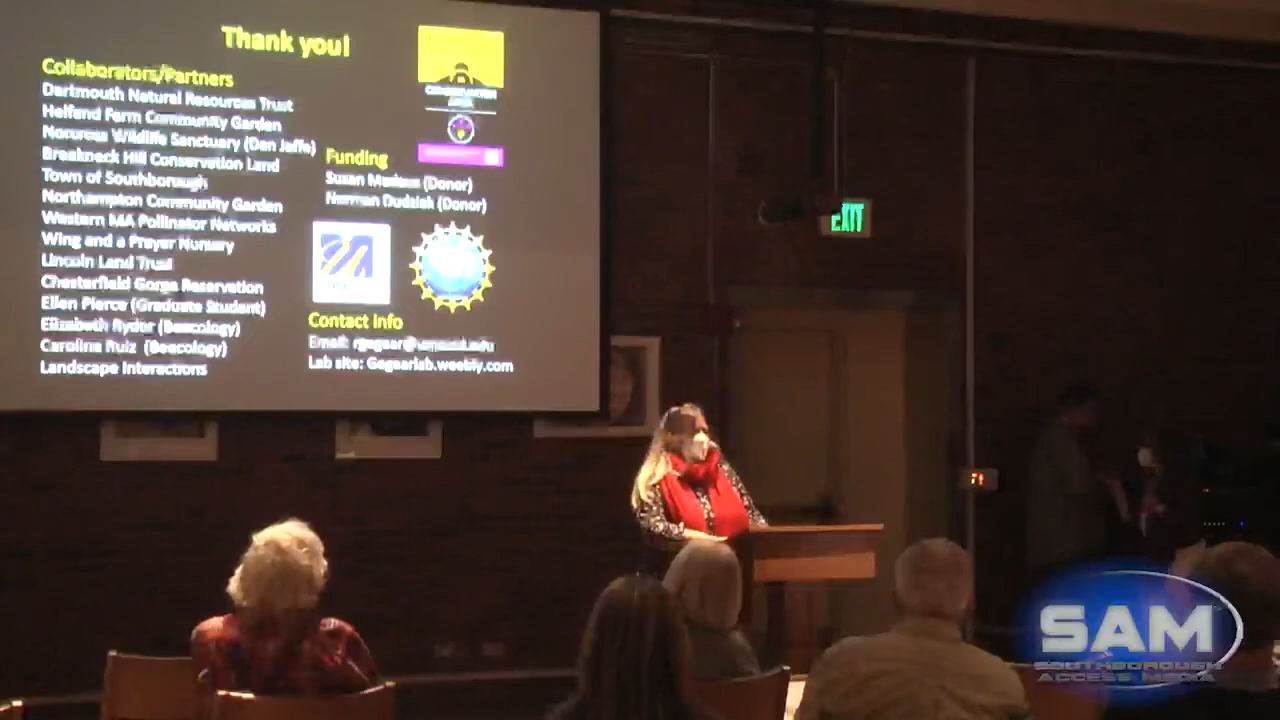 Thank you!
Collaborators/Partners
Dartmouth Natural Resources Trust
Helfand Farm Community Garden
Norcross Wildlife Sanctuary (Dan Jaffe)
Breakneck Hill Conservation Land
Town of Southborough
Northampton Community Garden
Western MA Pollinator Networks
Wing and a Prayer Nursery
Lincoln Land Trust
Chesterfield Gorge Reservation
Ellen Pierce (Graduate Student)
Elizabeth Ryder (Beecology)
Carolina Ruiz (Beecology)
Landscape Interactions
Funding
Susan (Donor)
Norman Dudziak (Donor)
Contact Info
Email:
Lab site: Gegearlab.weebly.com
EXIT
SAM
SOUTHBOROUGH
ACCESS MEDIA